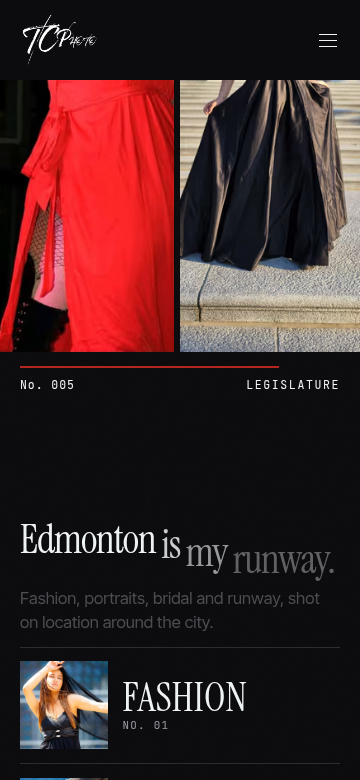 TCPHOTO
No. 005
LEGISLATURE
Edmonton is my runway.
Fashion, portraits, bridal and runway, shot
on location around the city.
FASHION
NO. 01